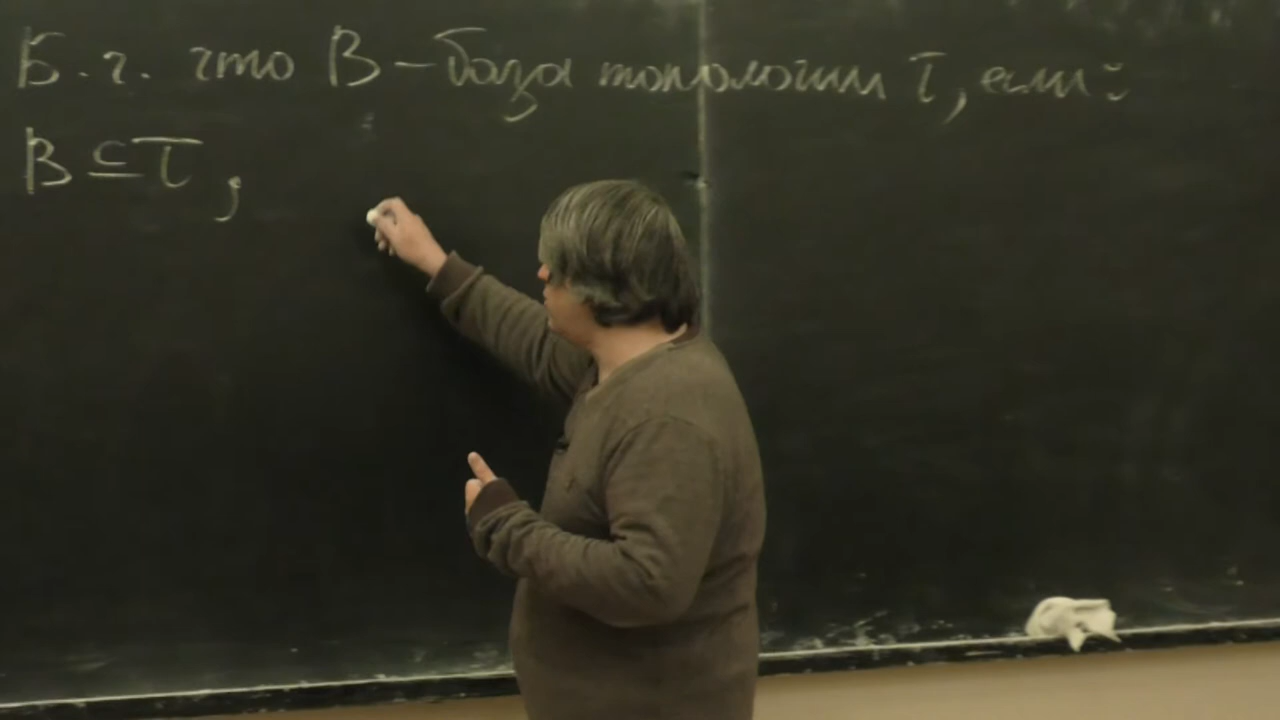 Б.г. что B – база топологии τ, если:
B ⊆ τ,